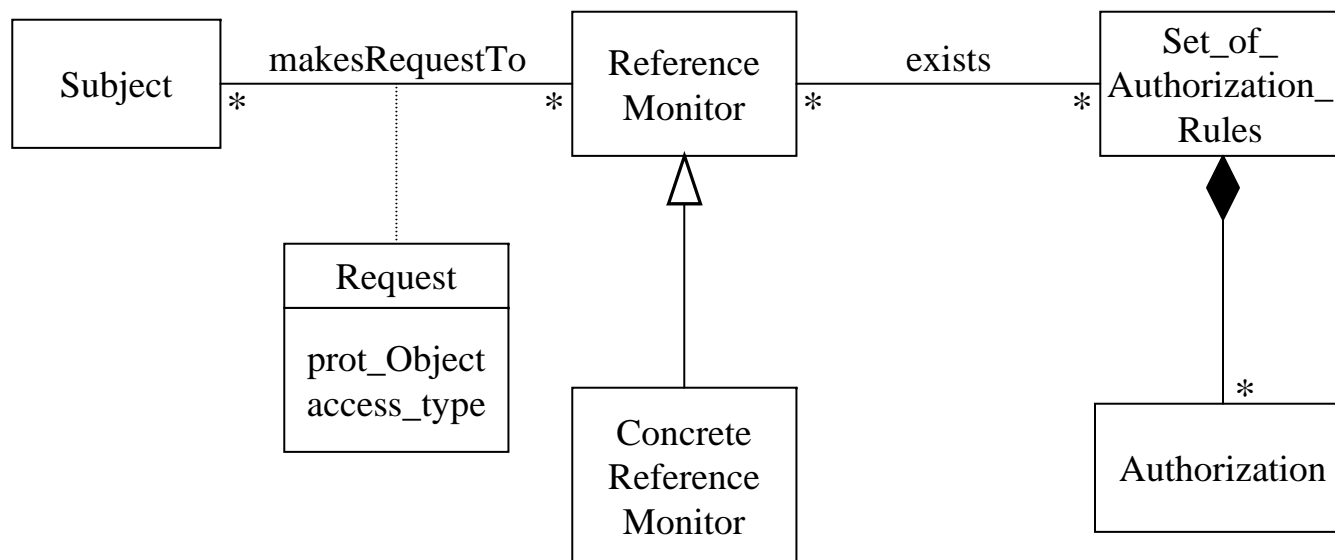 Subject
makesRequestTo
*
*
Reference
Monitor
exists
*
*
Set_of_
Authorization_
Rules
Request
prot_Object
access_type
Concrete
Reference
Monitor
*
Authorization